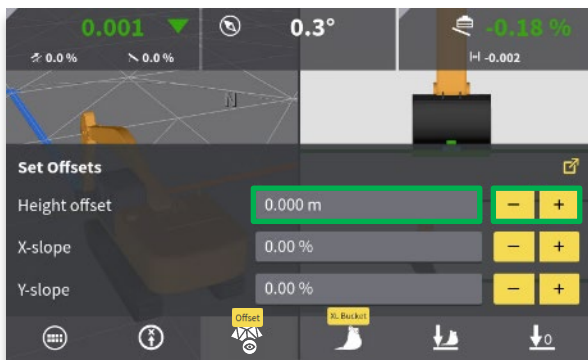 0.001 0.3° -0.18 %
0.0 % 0.0 % -0.002
N
Set Offsets
Height offset 0.000 m - +
X-slope 0.00 % - +
Y-slope 0.00 % - +
Offset XL Bucket
0